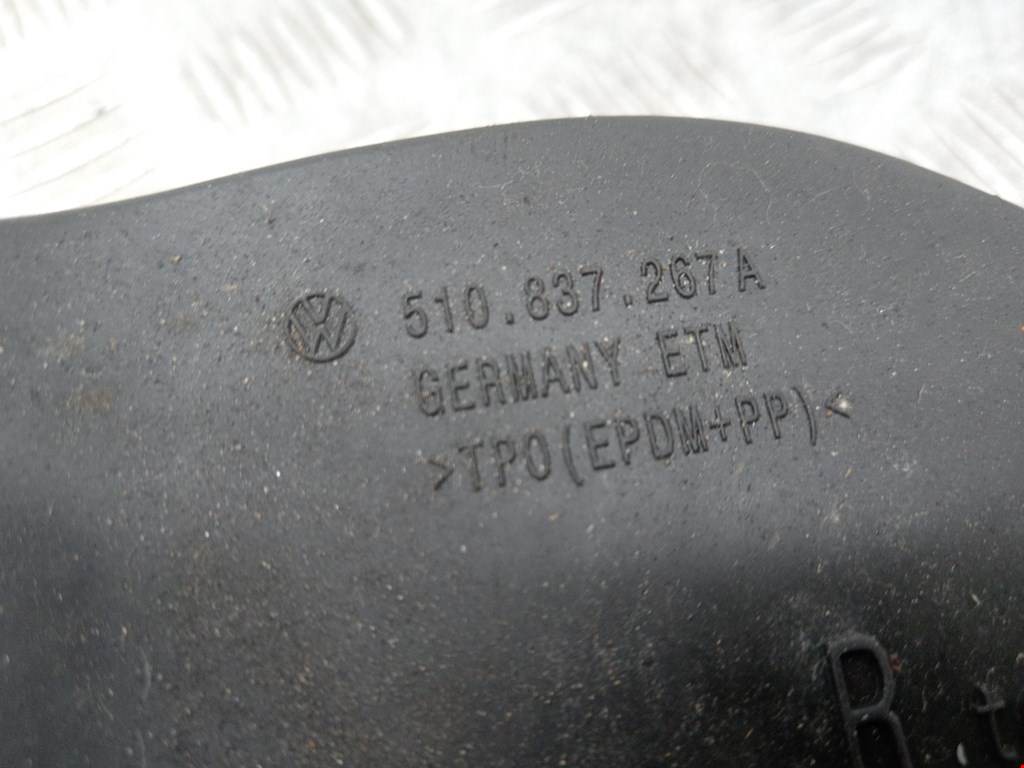 510.837.267 A
GERMANY ETM
>TPO(EPDM+PP)<